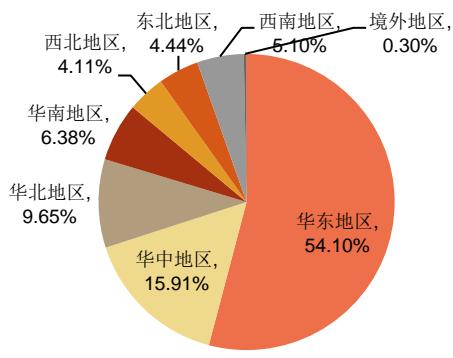 东北地区,
4.44%
西南地区,
5.10%
境外地区,
0.30%
西北地区,
4.11%
华南地区,
6.38%
华北地区,
9.65%
华中地区,
15.91%
华东地区,
54.10%